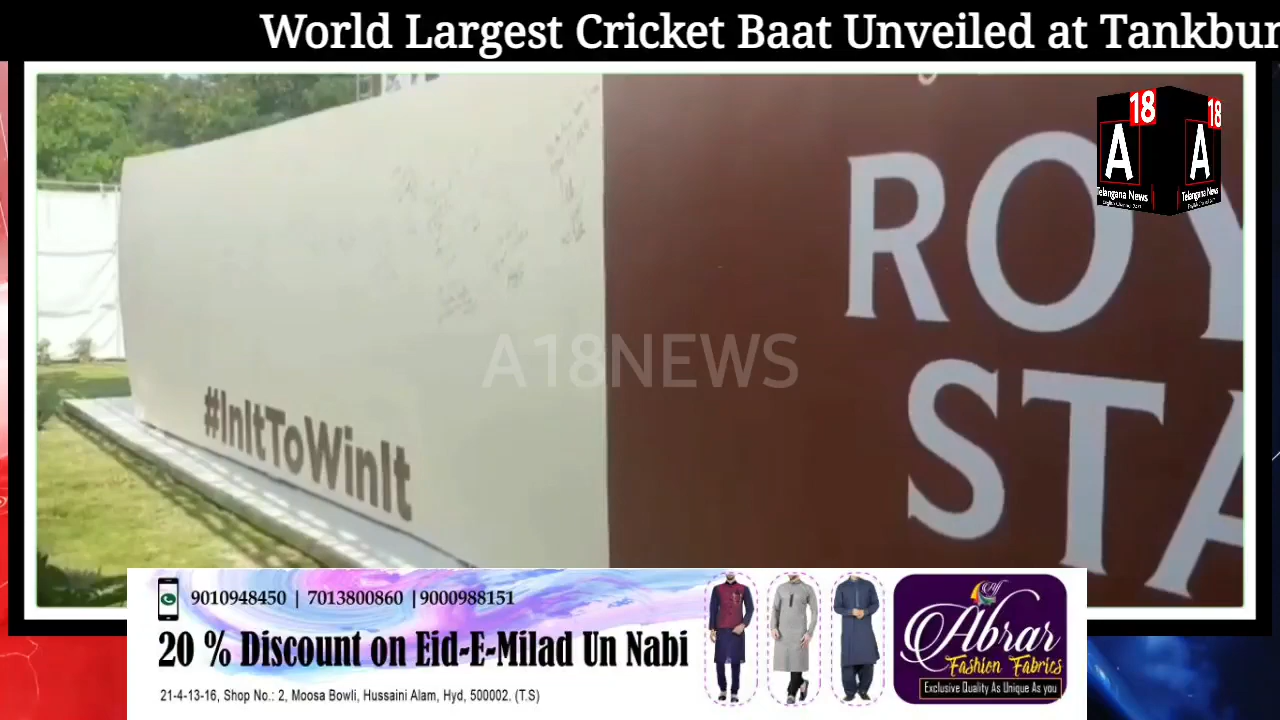 World Largest Cricket Baat Unveiled at Tankbun
18
18
A
A
Telangana News
Telangana News
ROY
STA
A18NEWS
#InItToWinIt
9010948450 | 7013800860 |9000988151
20 % Discount on Eid-E-Milad Un Nabi
21-4-13-16, Shop No.: 2, Moosa Bowli, Hussaini Alam, Hyd, 500002. (T.S)
Abrar
Fashion Fabrics
Exclusive Quality As Unique As you